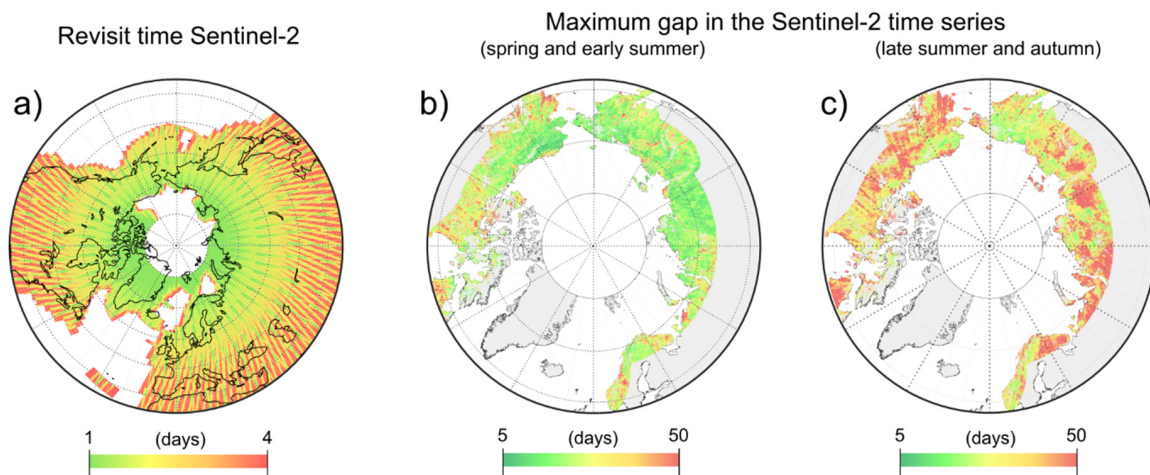 Revisit time Sentinel-2
Maximum gap in the Sentinel-2 time series
(spring and early summer)
(late summer and autumn)
a)
b)
c)
1 (days) 4
5 (days) 50
5 (days) 50